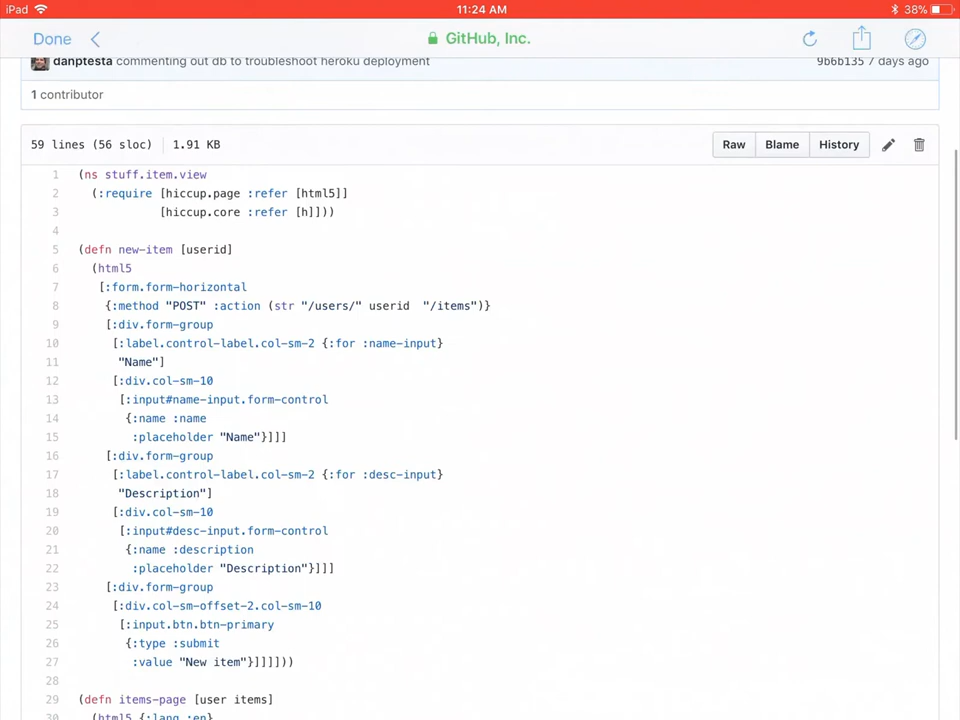 iPad 11:24 AM 38%
Done GitHub, Inc.
danptesta commenting out db to troubleshoot heroku deployment 9b6b135 7 days ago
1 contributor
59 lines (56 sloc) 1.91 KB Raw Blame History
1 (ns stuff.item.view
2 (:require [hiccup.page :refer [html5]]
3 [hiccup.core :refer [h]]))
4
5 (defn new-item [userid]
6 (html5
7 [:form.form-horizontal
8 {:method "POST" :action (str "/users/" userid "/items")}
9 [:div.form-group
10 [:label.control-label.col-sm-2 {:for :name-input}
11 "Name"]
12 [:div.col-sm-10
13 [:input#name-input.form-control
14 {:name :name
15 :placeholder "Name"}]]]
16 [:div.form-group
17 [:label.control-label.col-sm-2 {:for :desc-input}
18 "Description"]
19 [:div.col-sm-10
20 [:input#desc-input.form-control
21 {:name :description
22 :placeholder "Description"}]]]
23 [:div.form-group
24 [:div.col-sm-offset-2.col-sm-10
25 [:input.btn.btn-primary
26 {:type :submit
27 :value "New item"}]]]]))
28
29 (defn items-page [user items]
30 (html5 {:lang :en}